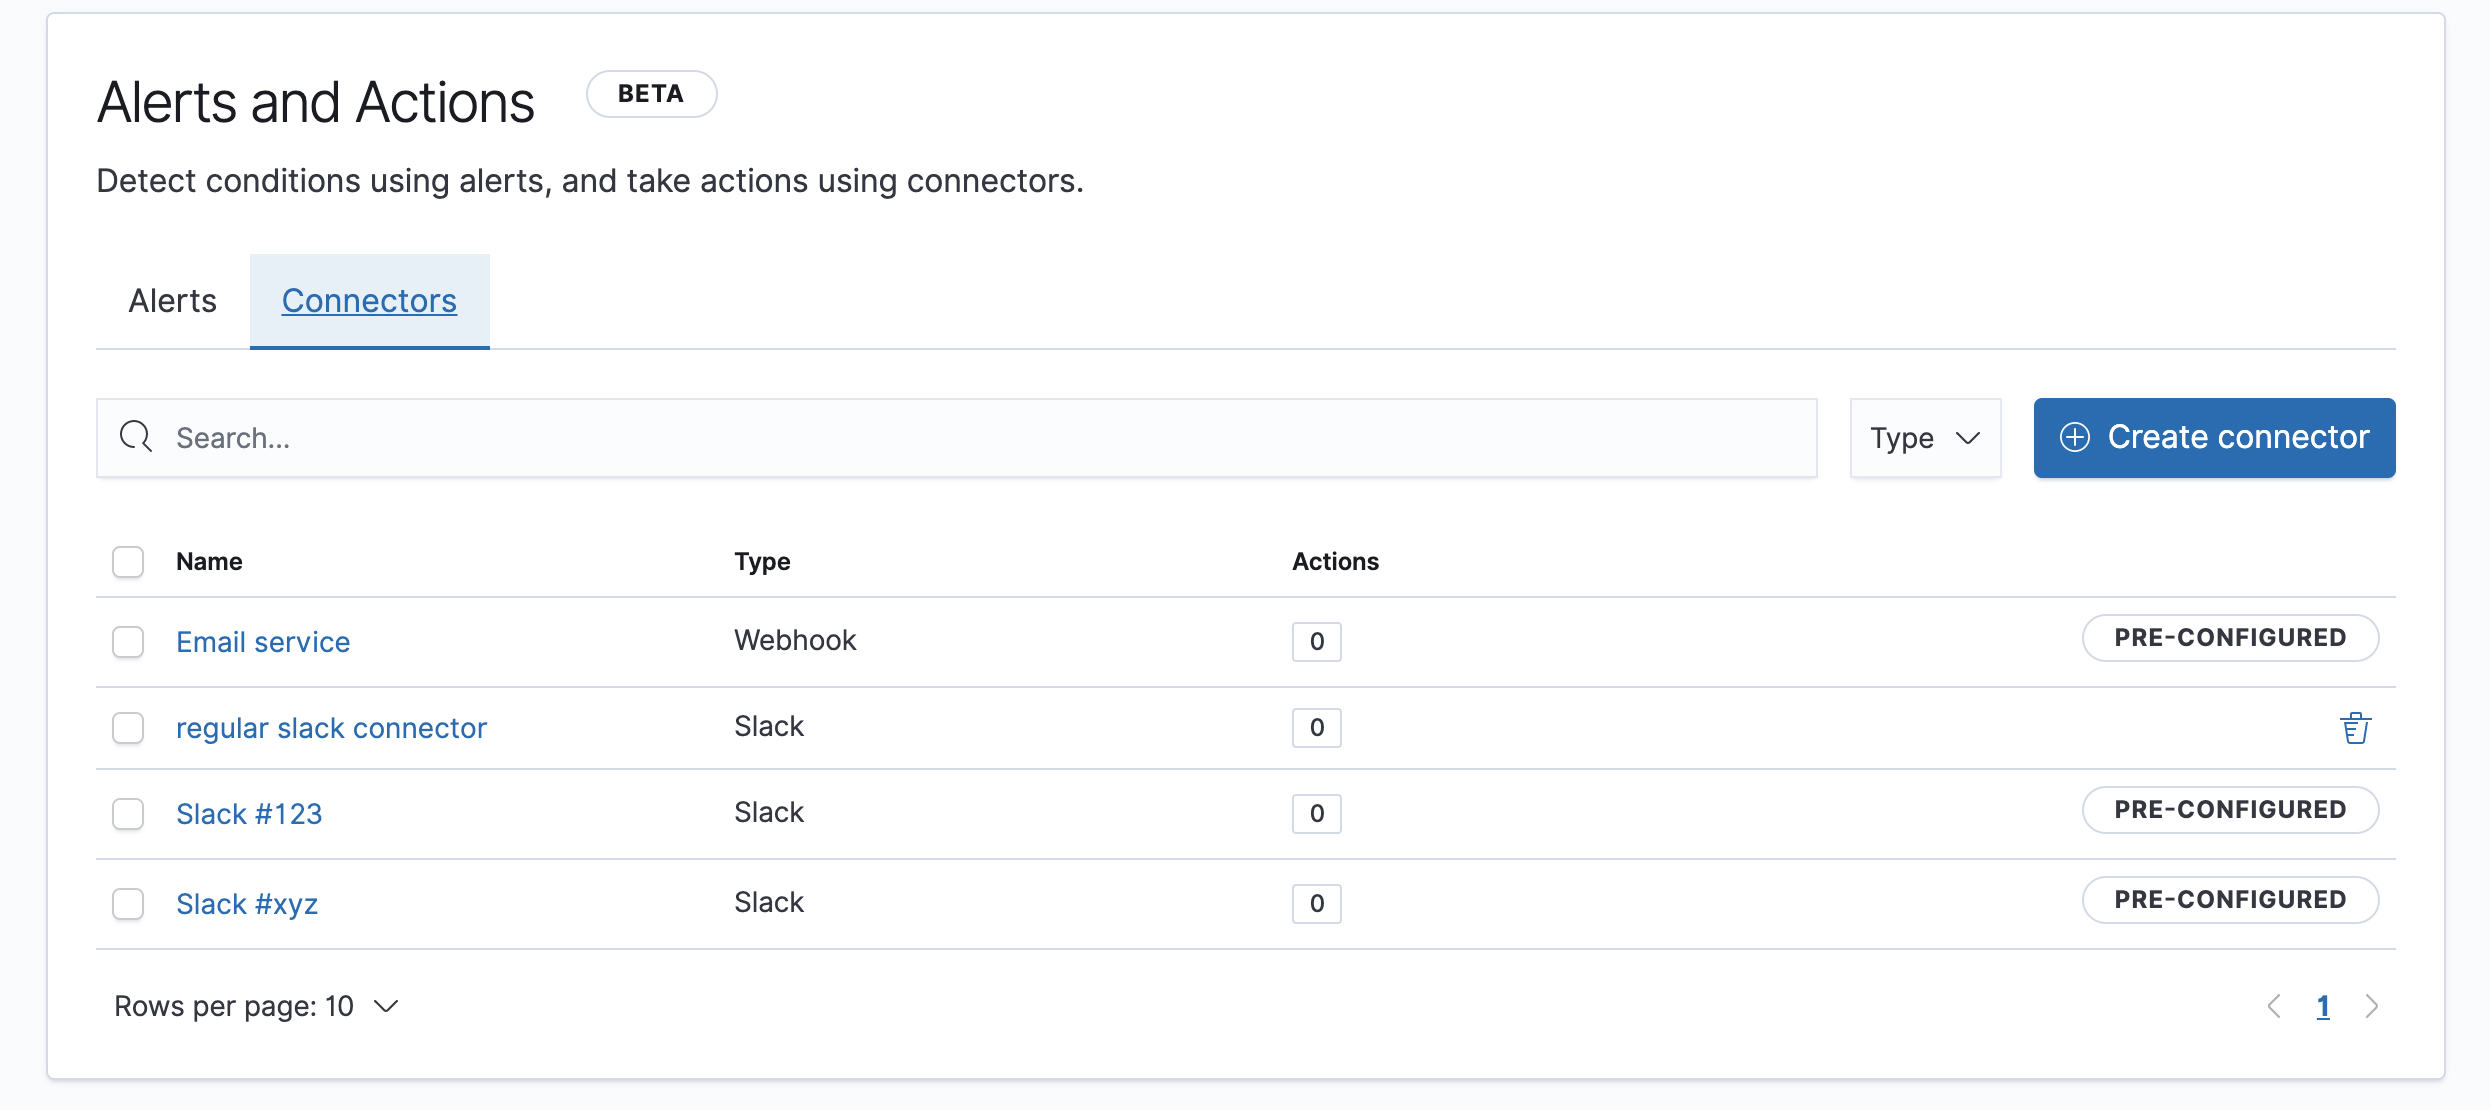 Alerts and Actions BETA
Detect conditions using alerts, and take actions using connectors.
Alerts Connectors
Search... Type Create connector
Name Type Actions
Email service Webhook 0 PRE-CONFIGURED
regular slack connector Slack 0
Slack #123 Slack 0 PRE-CONFIGURED
Slack #xyz Slack 0 PRE-CONFIGURED
Rows per page: 10 1